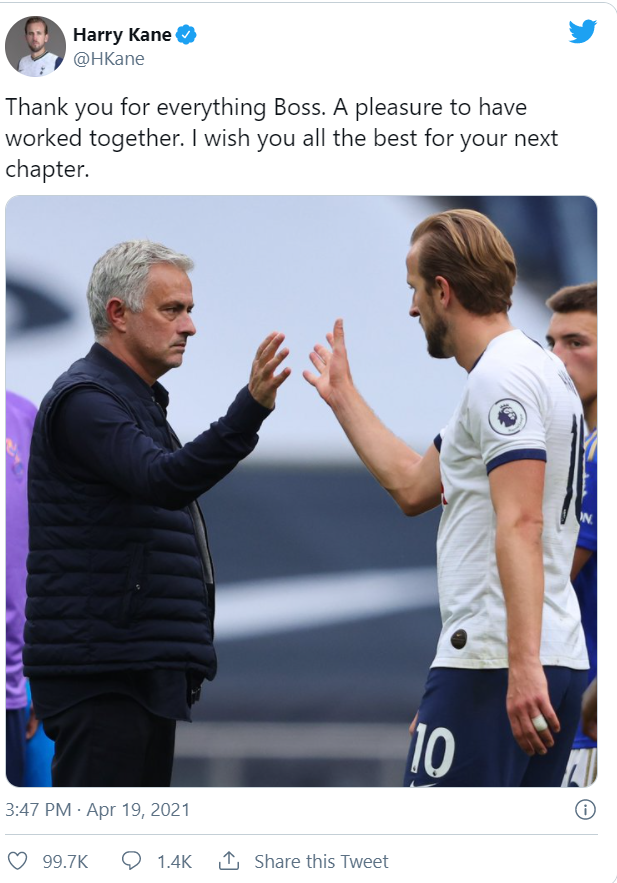 Harry Kane
@HKane
Thank you for everything Boss. A pleasure to have
worked together. I wish you all the best for your next
chapter.
10
3:47 PM · Apr 19, 2021
99.7K 1.4K Share this Tweet